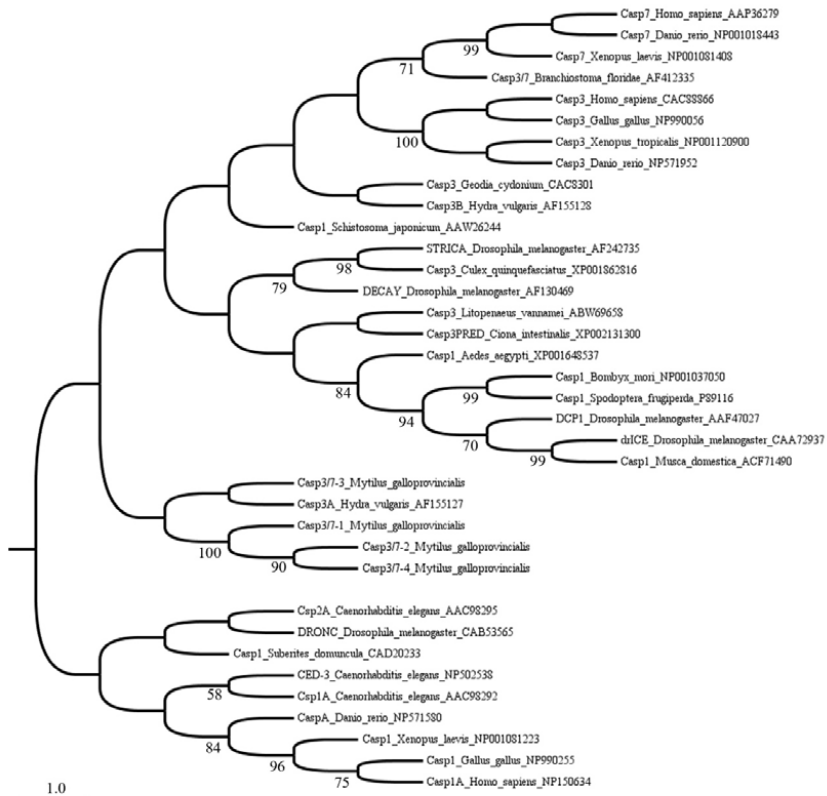 Casp7_Homo_sapiens_AAP36279
Casp7_Danio_rerio_NP001018443
99
Casp7_Xenopus_laevis_NP001081408
71
Casp3/7_Branchiostoma_floridae_AF412335
Casp3_Homo_sapiens_CAC88866
Casp3_Gallus_gallus_NP990056
100
Casp3_Xenopus_tropicalis_NP001120900
Casp3_Danio_rerio_NP571952
Casp3_Geodia_cydonium_CAC8301
Casp3B_Hydra_vulgaris_AF155128
Casp1_Schistosoma_japonicum_AAW26244
STRICA_Drosophila_melanogaster_AF242735
98
Casp3_Culex_quinquefasciatus_XP001862816
79
DECAY_Drosophila_melanogaster_AF130469
Casp3_Litopenaeus_vannamei_ABW69658
Casp3PRED_Ciona_intestinalis_XP002131300
Casp1_Aedes_aegypti_XP001648537
84
Casp1_Bombyx_mori_NP001037050
99
Casp1_Spodoptera_frugiperda_P89116
94
DCP1_Drosophila_melanogaster_AAF47027
70
drICE_Drosophila_melanogaster_CAA72937
99
Casp1_Musca_domestica_ACF71490
Casp3/7-3_Mytilus_galloprovincialis
Casp3A_Hydra_vulgaris_AF155127
Casp3/7-1_Mytilus_galloprovincialis
100
Casp3/7-2_Mytilus_galloprovincialis
90
Casp3/7-4_Mytilus_galloprovincialis
Csp2A_Caenorhabditis_elegans_AAC98295
DRONC_Drosophila_melanogaster_CAB53565
Casp1_Suberites_domuncula_CAD20233
CED-3_Caenorhabditis_elegans_NP502538
58
Csp1A_Caenorhabditis_elegans_AAC98292
CaspA_Danio_rerio_NP571580
84
Casp1_Xenopus_laevis_NP001081223
96
Casp1_Gallus_gallus_NP990255
75
Casp1A_Homo_sapiens_NP150634
1.0